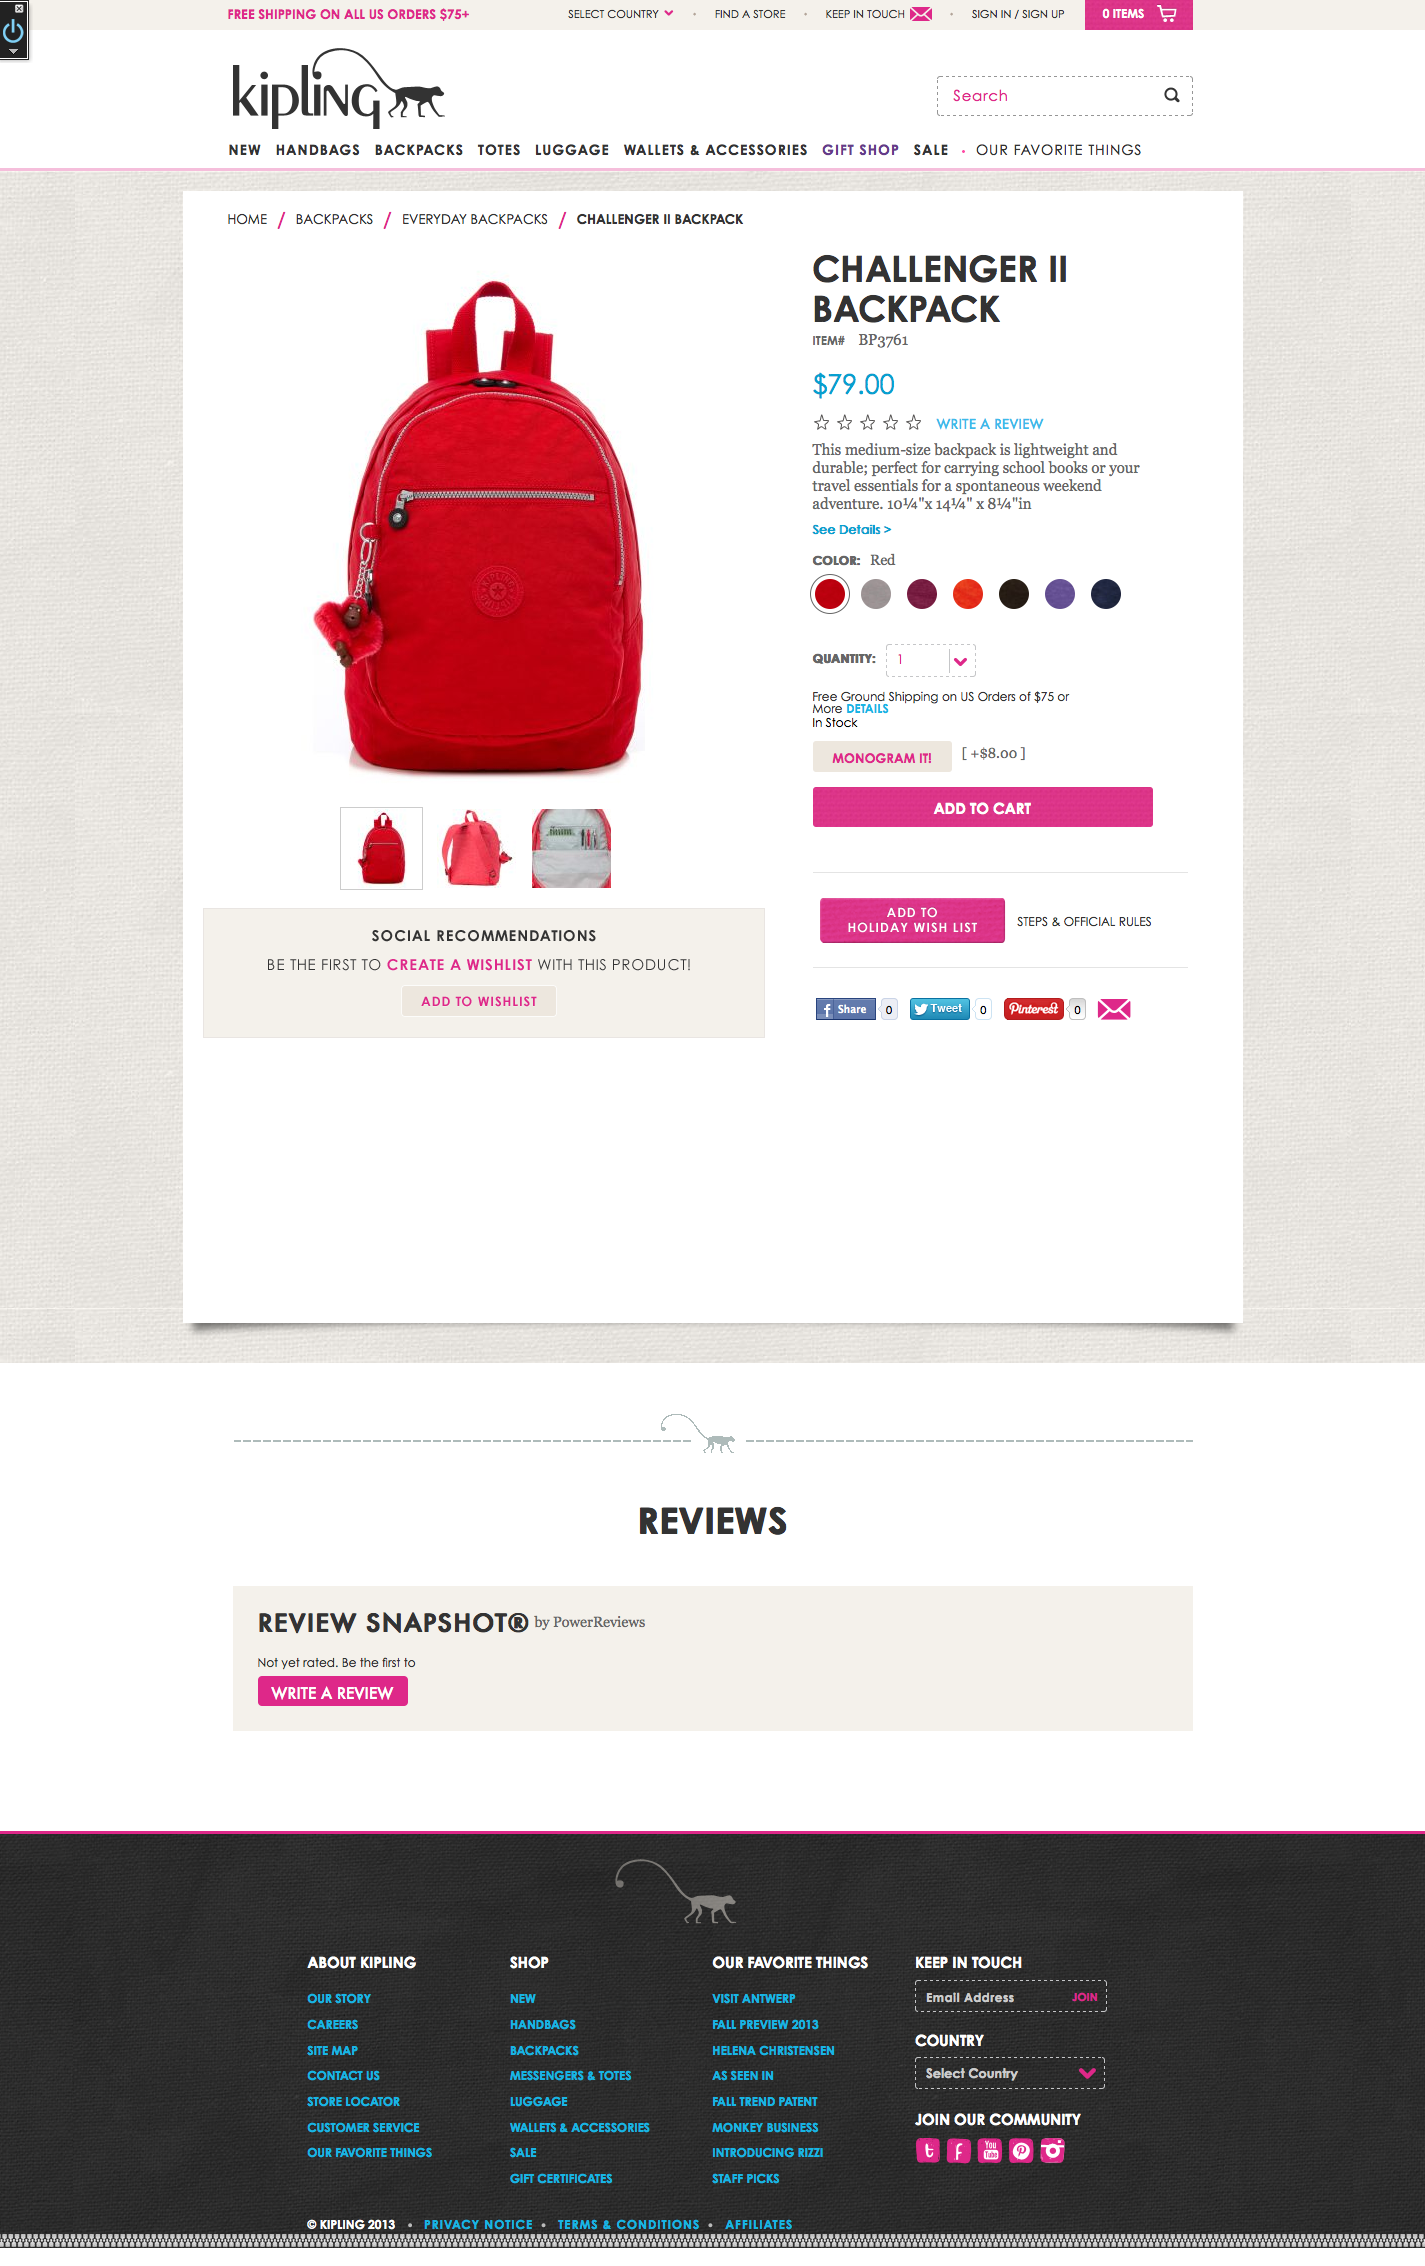 FREE SHIPPING ON ALL US ORDERS $75+
SELECT COUNTRY
FIND A STORE
KEEP IN TOUCH
SIGN IN / SIGN UP
0 ITEMS
kipling
Search
NEW HANDBAGS BACKPACKS TOTES LUGGAGE WALLETS & ACCESSORIES GIFT SHOP SALE • OUR FAVORITE THINGS
HOME / BACKPACKS / EVERYDAY BACKPACKS / CHALLENGER II BACKPACK
CHALLENGER II
BACKPACK
ITEM# BP3761
$79.00
WRITE A REVIEW
This medium-size backpack is lightweight and
durable; perfect for carrying school books or your
travel essentials for a spontaneous weekend
adventure. 10¼"x 14¼" x 8¼"in
See Details >
COLOR: Red
QUANTITY: 1
Free Ground Shipping on US Orders of $75 or
More DETAILS
In Stock
MONOGRAM IT! [ +$8.00 ]
ADD TO CART
ADD TO
HOLIDAY WISH LIST
STEPS & OFFICIAL RULES
Share 0
Tweet 0
Pinterest 0
SOCIAL RECOMMENDATIONS
BE THE FIRST TO CREATE A WISHLIST WITH THIS PRODUCT!
ADD TO WISHLIST
REVIEWS
REVIEW SNAPSHOT® by PowerReviews
Not yet rated. Be the first to
WRITE A REVIEW
ABOUT KIPLING
OUR STORY
CAREERS
SITE MAP
CONTACT US
STORE LOCATOR
CUSTOMER SERVICE
OUR FAVORITE THINGS
SHOP
NEW
HANDBAGS
BACKPACKS
MESSENGERS & TOTES
LUGGAGE
WALLETS & ACCESSORIES
SALE
GIFT CERTIFICATES
OUR FAVORITE THINGS
VISIT ANTWERP
FALL PREVIEW 2013
HELENA CHRISTENSEN
AS SEEN IN
FALL TREND PATENT
MONKEY BUSINESS
INTRODUCING RIZZI
STAFF PICKS
KEEP IN TOUCH
Email Address JOIN
COUNTRY
Select Country
JOIN OUR COMMUNITY
You Tube
© KIPLING 2013 • PRIVACY NOTICE • TERMS & CONDITIONS • AFFILIATES